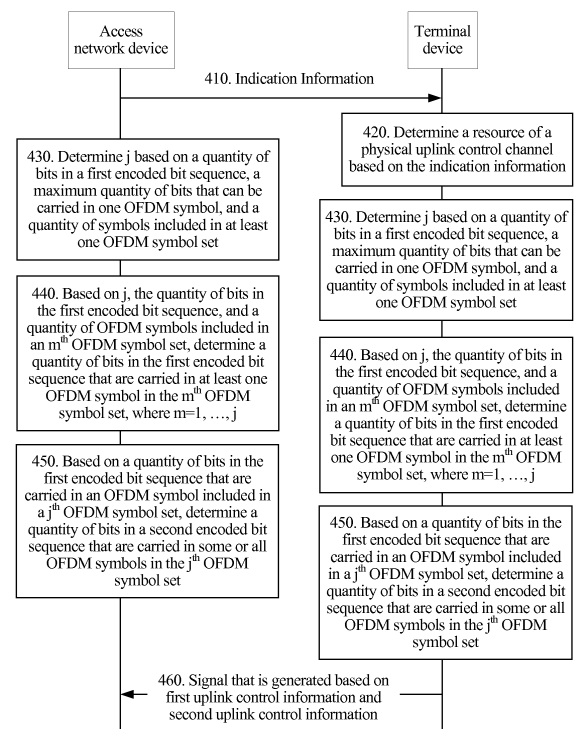 Access
network device
Terminal
device
410. Indication Information
420. Determine a resource of a
physical uplink control channel
based on the indication information
430. Determine j based on a quantity of
bits in a first encoded bit sequence, a
maximum quantity of bits that can be
carried in one OFDM symbol, and a
quantity of symbols included in at least
one OFDM symbol set
430. Determine j based on a quantity of
bits in a first encoded bit sequence, a
maximum quantity of bits that can be
carried in one OFDM symbol, and a
quantity of symbols included in at least
one OFDM symbol set
440. Based on j, the quantity of bits in
the first encoded bit sequence, and a
quantity of OFDM symbols included in
an mth OFDM symbol set, determine a
quantity of bits in the first encoded bit
sequence that are carried in at least one
OFDM symbol in the mth OFDM
symbol set, where m=1, …, j
440. Based on j, the quantity of bits in
the first encoded bit sequence, and a
quantity of OFDM symbols included
in an mth OFDM symbol set, determine
a quantity of bits in the first encoded
bit sequence that are carried in at least
one OFDM symbol in the mth OFDM
symbol set, where m=1, …, j
450. Based on a quantity of bits in the
first encoded bit sequence that are
carried in an OFDM symbol included in
a jth OFDM symbol set, determine a
quantity of bits in a second encoded bit
sequence that are carried in some or all
OFDM symbols in the jth OFDM
symbol set
450. Based on a quantity of bits in the
first encoded bit sequence that are
carried in an OFDM symbol included
in a jth OFDM symbol set, determine a
quantity of bits in a second encoded bit
sequence that are carried in some or all
OFDM symbols in the jth OFDM
symbol set
460. Signal that is generated based on
first uplink control information and
second uplink control information